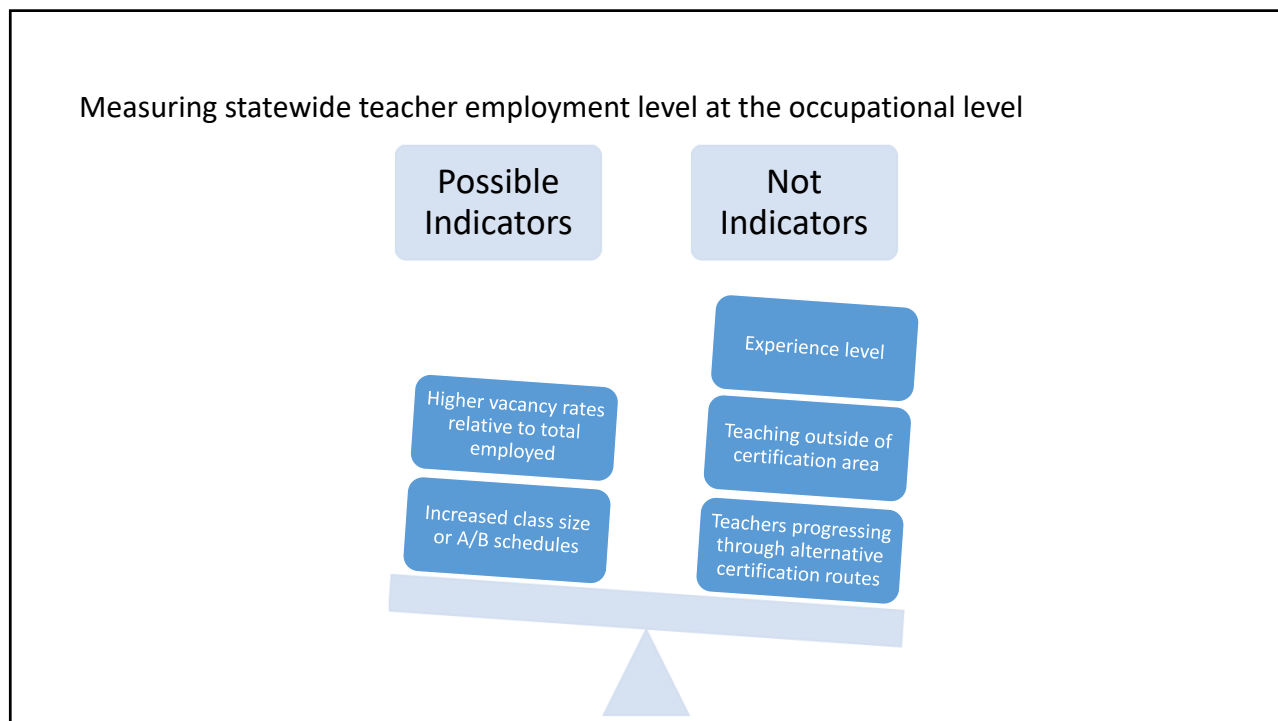 Measuring statewide teacher employment level at the occupational level
Possible
Indicators
Not
Indicators
Higher vacancy rates
relative to total
employed
Increased class size
or A/B schedules
Experience level
Teaching outside of
certification area
Teachers progressing
through alternative
certification routes